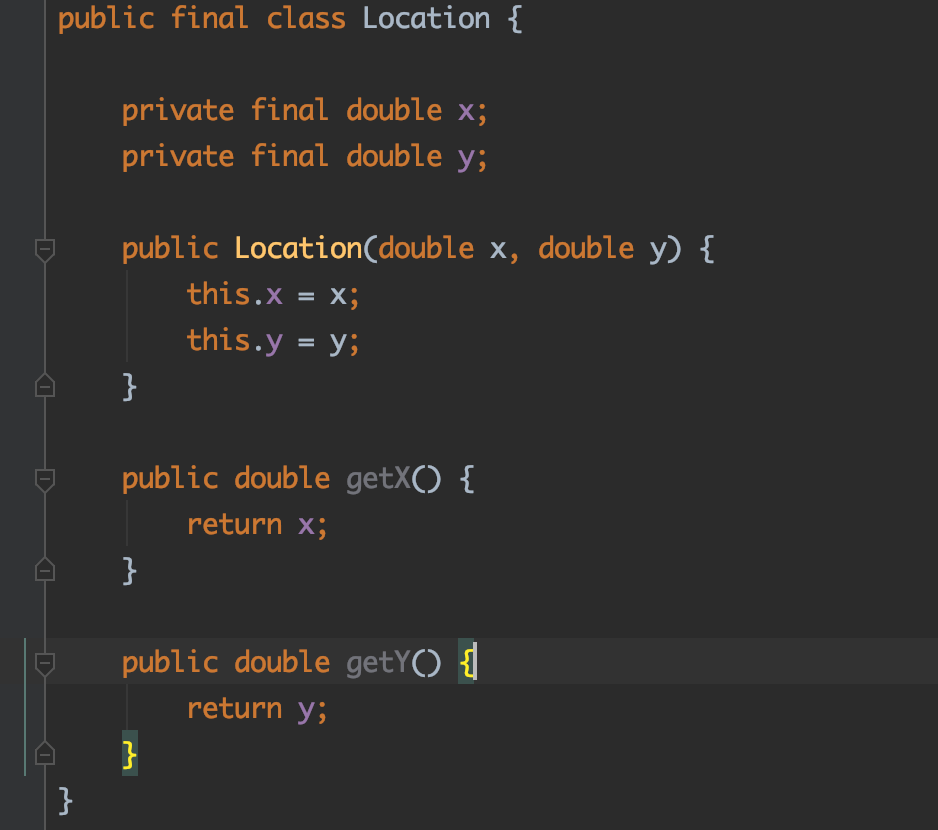 public final class Location {
    private final double x;
    private final double y;
    public Location(double x, double y) {
        this.x = x;
        this.y = y;
    }
    public double getX() {
        return x;
    }
    public double getY() {
        return y;
    }
}